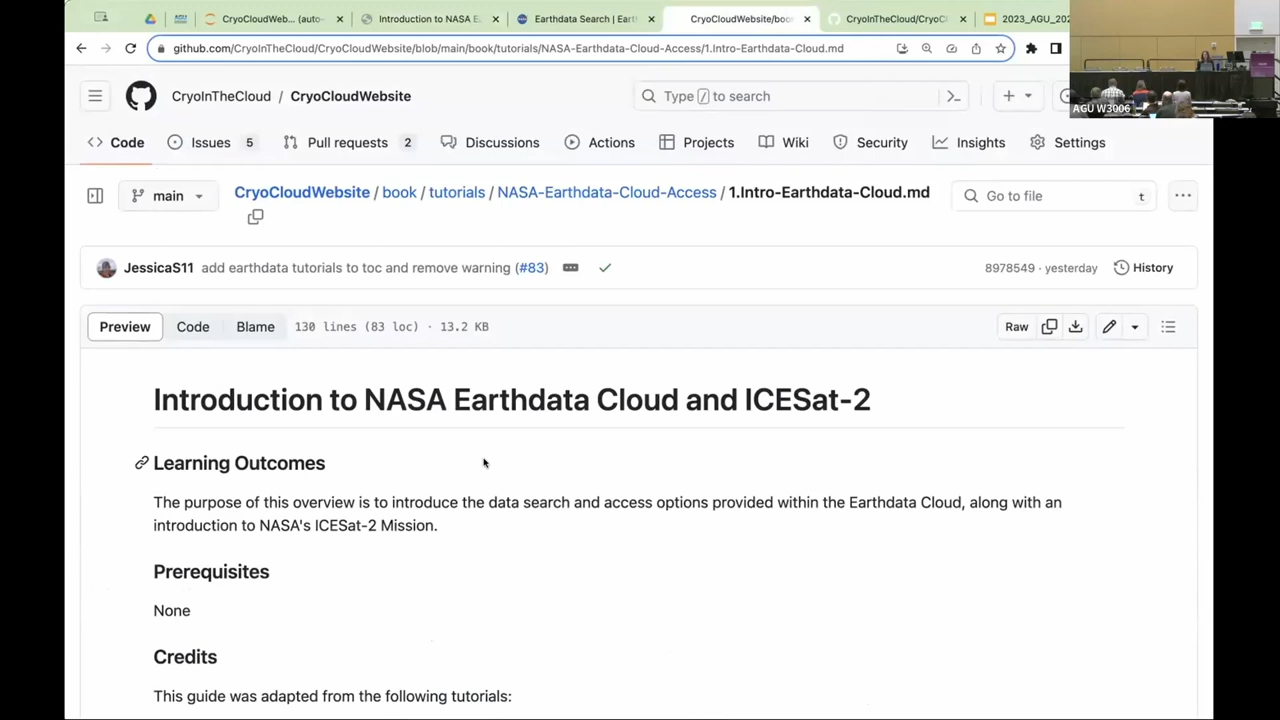 CryoCloudWeb... (auto-
Introduction to NASA E
Earthdata Search | Eart
CryoCloudWebsite/boo
CryoInTheCloud/CryoC
2023_AGU_202
github.com/CryoInTheCloud/CryoCloudWebsite/blob/main/book/tutorials/NASA-Earthdata-Cloud-Access/1.Intro-Earthdata-Cloud.md
AGU W3006
CryoInTheCloud / CryoCloudWebsite
Type / to search
Code
Issues 5
Pull requests 2
Discussions
Actions
Projects
Wiki
Security
Insights
Settings
main
CryoCloudWebsite / book / tutorials / NASA-Earthdata-Cloud-Access / 1.Intro-Earthdata-Cloud.md
Go to file t
JessicaS11 add earthdata tutorials to toc and remove warning (#83)
8978549 · yesterday
History
Preview
Code
Blame
130 lines (83 loc) · 13.2 KB
Raw
Introduction to NASA Earthdata Cloud and ICESat-2
Learning Outcomes
The purpose of this overview is to introduce the data search and access options provided within the Earthdata Cloud, along with an
introduction to NASA's ICESat-2 Mission.
Prerequisites
None
Credits
This guide was adapted from the following tutorials: